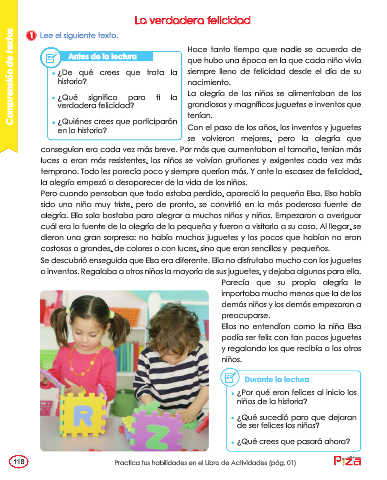 La verdadera felicidad
Comprensión de textos
1 Lee el siguiente texto.
Antes de la lectura
• ¿De qué crees que trata la
historia?
• ¿Qué significa para ti la
verdadera felicidad?
• ¿Quiénes crees que participarán
en la historia?
Hace tanto tiempo que nadie se acuerda de
que hubo una época en la que cada niño vivía
siempre lleno de felicidad desde el día de su
nacimiento.
La alegría de los niños se alimentaba de los
grandiosos y magníficos juguetes e inventos que
tenían.
Con el paso de los años, los inventos y juguetes
se volvieron mejores, pero la alegría que
conseguían era cada vez más breve. Por más que aumentaban el tamaño, tenían más
luces o eran más resistentes, los niños se volvían gruñones y exigentes cada vez más
temprano. Todo les parecía poco y siempre querían más. Y ante la escasez de felicidad,
la alegría empezó a desaparecer de la vida de los niños.
Pero cuando pensaban que todo estaba perdido, apareció la pequeña Elsa. Elsa había
sido una niña muy triste, pero de pronto, se convirtió en la más poderosa fuente de
alegría. Ella sola bastaba para alegrar a muchos niños y niñas. Empezaron a averiguar
cuál era la fuente de la alegría de la pequeña y fueron a visitarla a su casa. Al llegar, se
dieron una gran sorpresa: no había muchos juguetes y los pocos que habían no eran
costosos o grandes, de colores o con luces, sino que eran sencillos y pequeños.
Se descubrió enseguida que Elsa era diferente. Ella no disfrutaba mucho con los juguetes
o inventos. Regalaba a otros niños la mayoría de sus juguetes, y dejaba algunos para ella.
Parecía que su propia alegría le
importaba mucho menos que la de los
demás niños y los demás empezaron a
preocuparse.
Ellos no entendían como la niña Elsa
podía ser feliz con tan pocos juguetes
y regalando los que recibía a los otros
niños.
R
Z
Durante la lectura
• ¿Por qué eran felices al inicio los
niños de la historia?
• ¿Qué sucedió para que dejaran
de ser felices los niños?
• ¿Qué crees que pasará ahora?
118
Practica tus habilidades en el Libro de Actividades (pág. 01)
Piza